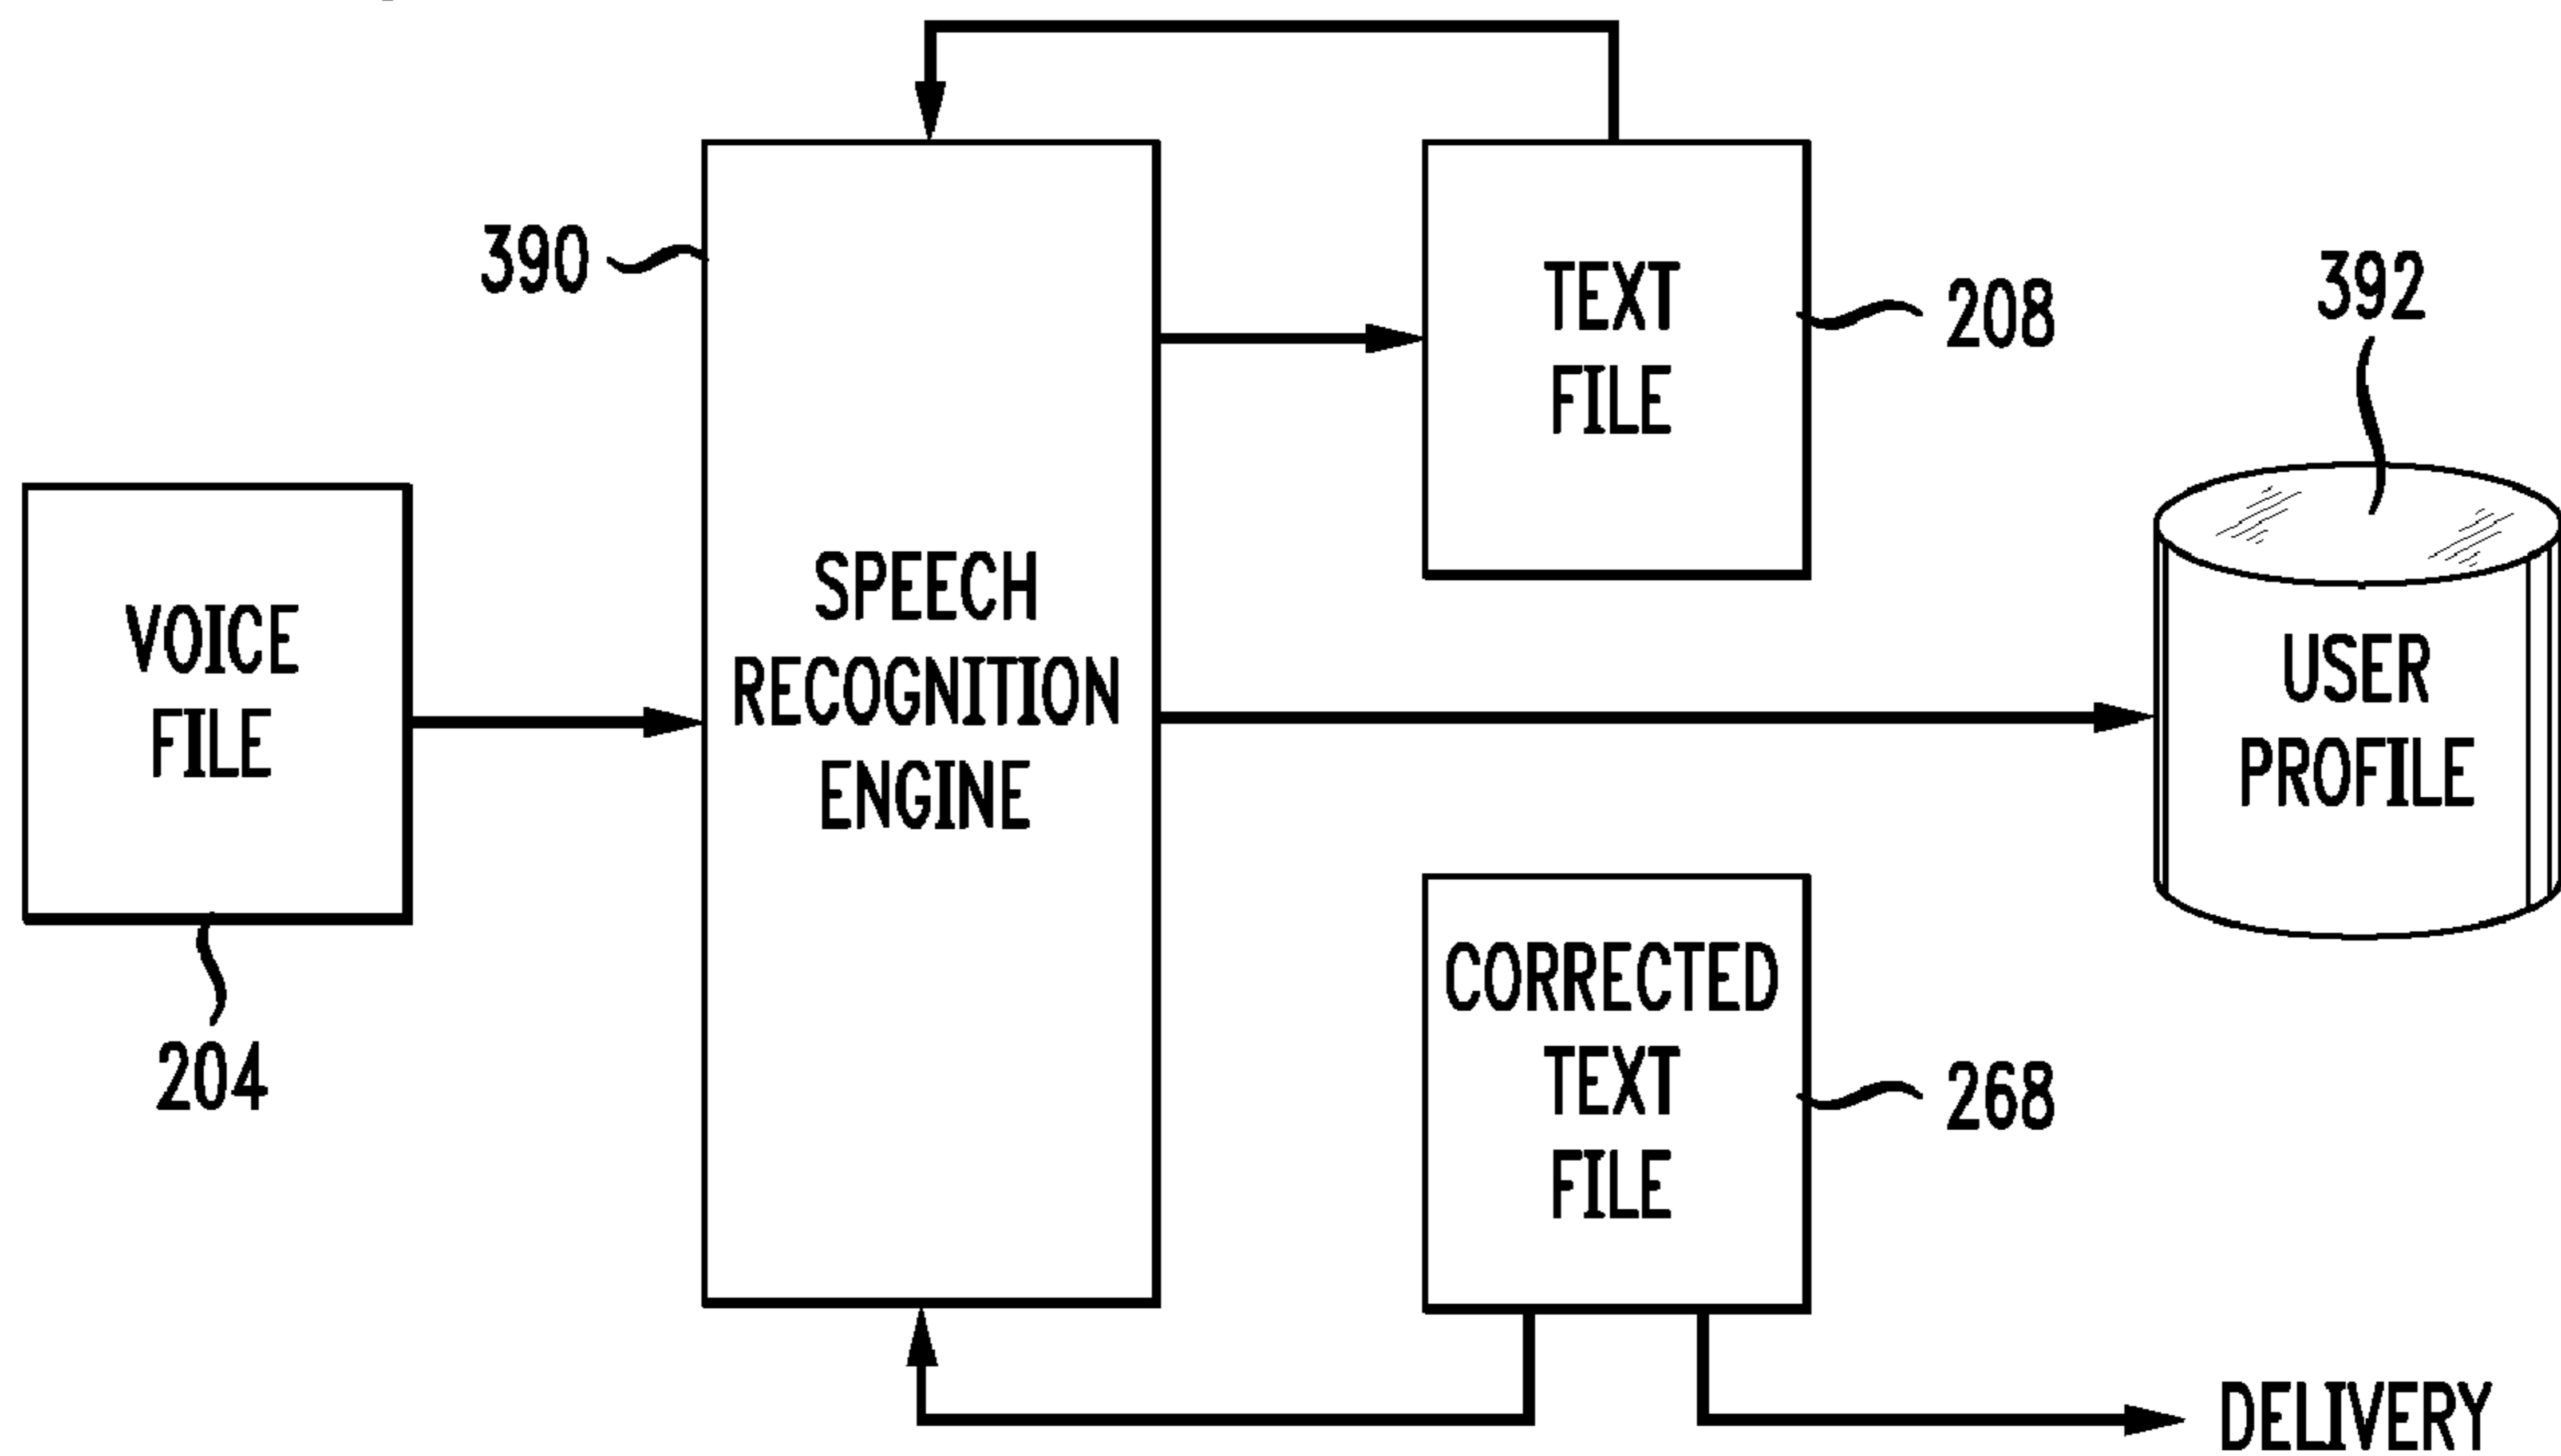 390
TEXT
FILE
208
392
VOICE
FILE
204
SPEECH
RECOGNITION
ENGINE
USER
PROFILE
CORRECTED
TEXT
FILE
268
DELIVERY